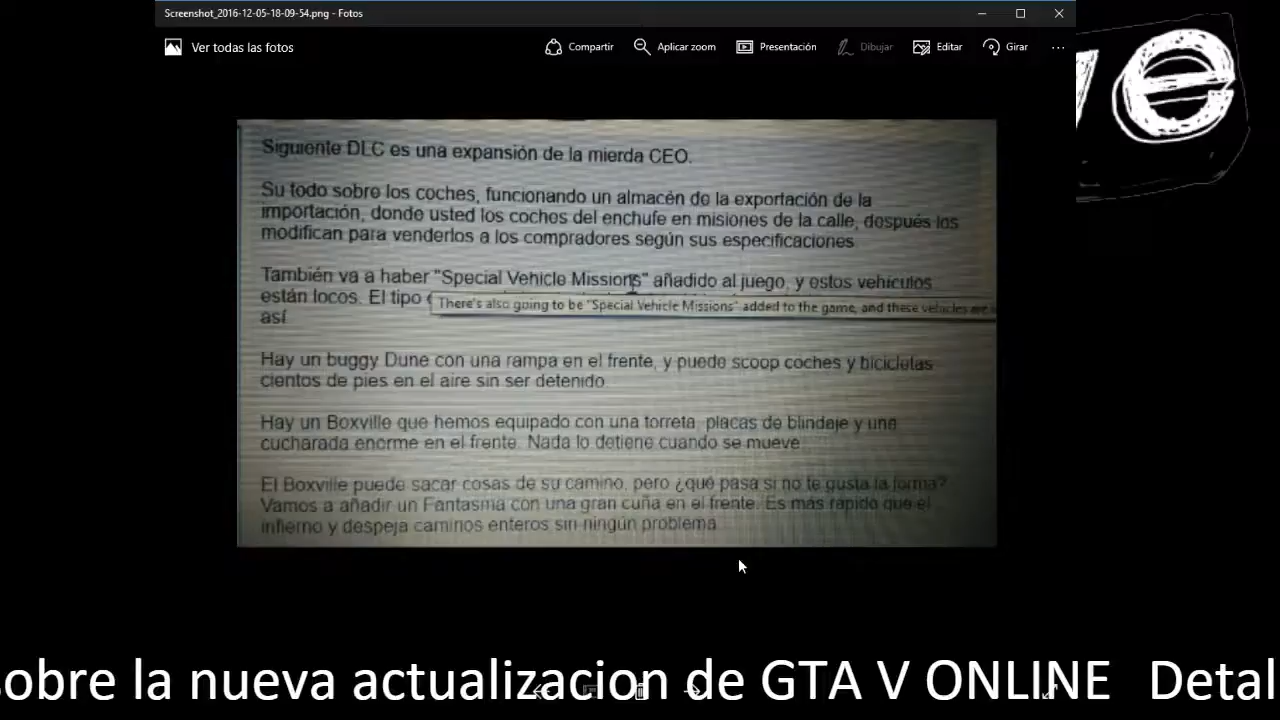 Screenshot_2016-12-05-18-09-54.png - Fotos
Ver todas las fotos
Compartir
Aplicar zoom
Presentación
Dibujar
Editar
Girar
e
Siguiente DLC es una expansión de la mierda CEO.
Su todo sobre los coches, funcionando un almacén de la exportación de la
importación, donde usted los coches del enchufe en misiones de la calle, después los
modifican para venderlos a los compradores según sus especificaciones
También va a haber "Special Vehicle Missions" añadido al juego, y estos vehículos
están locos. El tipo
There's also going to be "Special Vehicle Missions" added to the game, and these vehicles are
así
Hay un buggy Dune con una rampa en el frente, y puede scoop coches y bicicletas
cientos de pies en el aire sin ser detenido
Hay un Boxville que hemos equipado con una torreta, placas de blindaje y una
cucharada enorme en el frente. Nada lo detiene cuando se mueve
El Boxville puede sacar cosas de su camino, pero ¿qué pasa si no te gusta la forma?
Vamos a añadir un Fantasma con una gran cuña en el frente. Es más rápido que el
infierno y despeja caminos enteros sin ningún problema
sobre la nueva actualizacion de GTA V ONLINE Detal